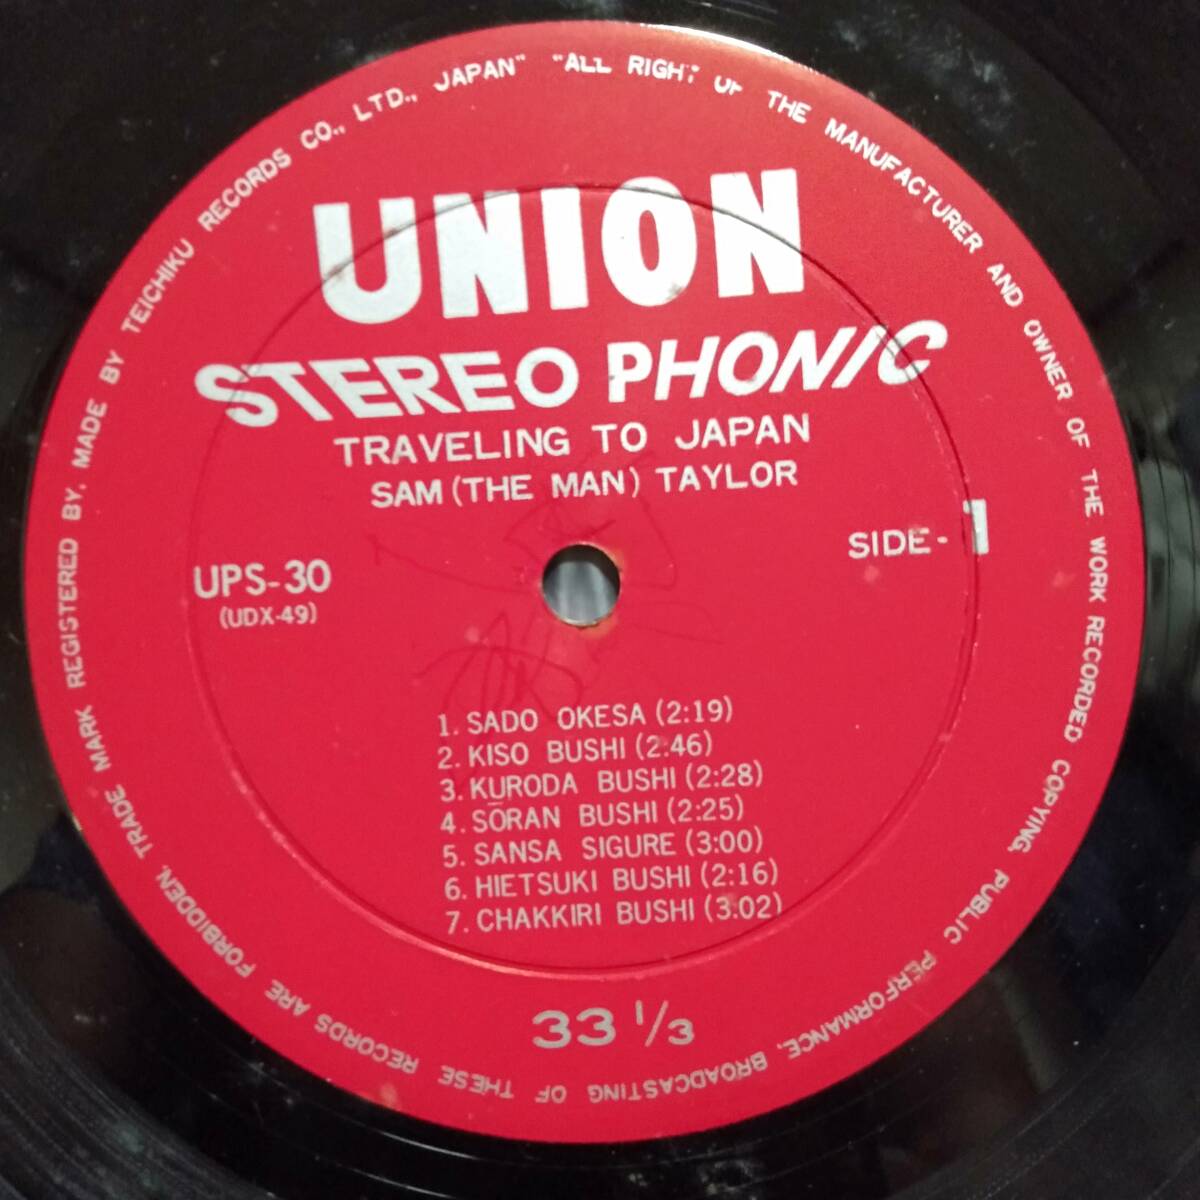 UNION
STEREO PHONIC
TRAVELING TO JAPAN
SAM (THE MAN) TAYLOR
SIDE-1
UPS-30
(UDX-49)
1. SADO OKESA (2:19)
2. KISO BUSHI (2:46)
3. KURODA BUSHI (2:28)
4. SŌRAN BUSHI (2:25)
5. SANSA SIGURE (3:00)
6. HIETSUKI BUSHI (2:16)
7. CHAKKIRI BUSHI (3:02)
33 1/3
"ALL RIGHT OF THE MANUFACTURER AND OWNER OF THE WORK RECORDED COPYING, PUBLIC PERFORMANCE, BROADCASTING OF THESE RECORDS ARE FORBIDDEN. TRADE MARK REGISTERED BY, MADE BY TEICHIKU RECORDS CO., LTD., JAPAN"